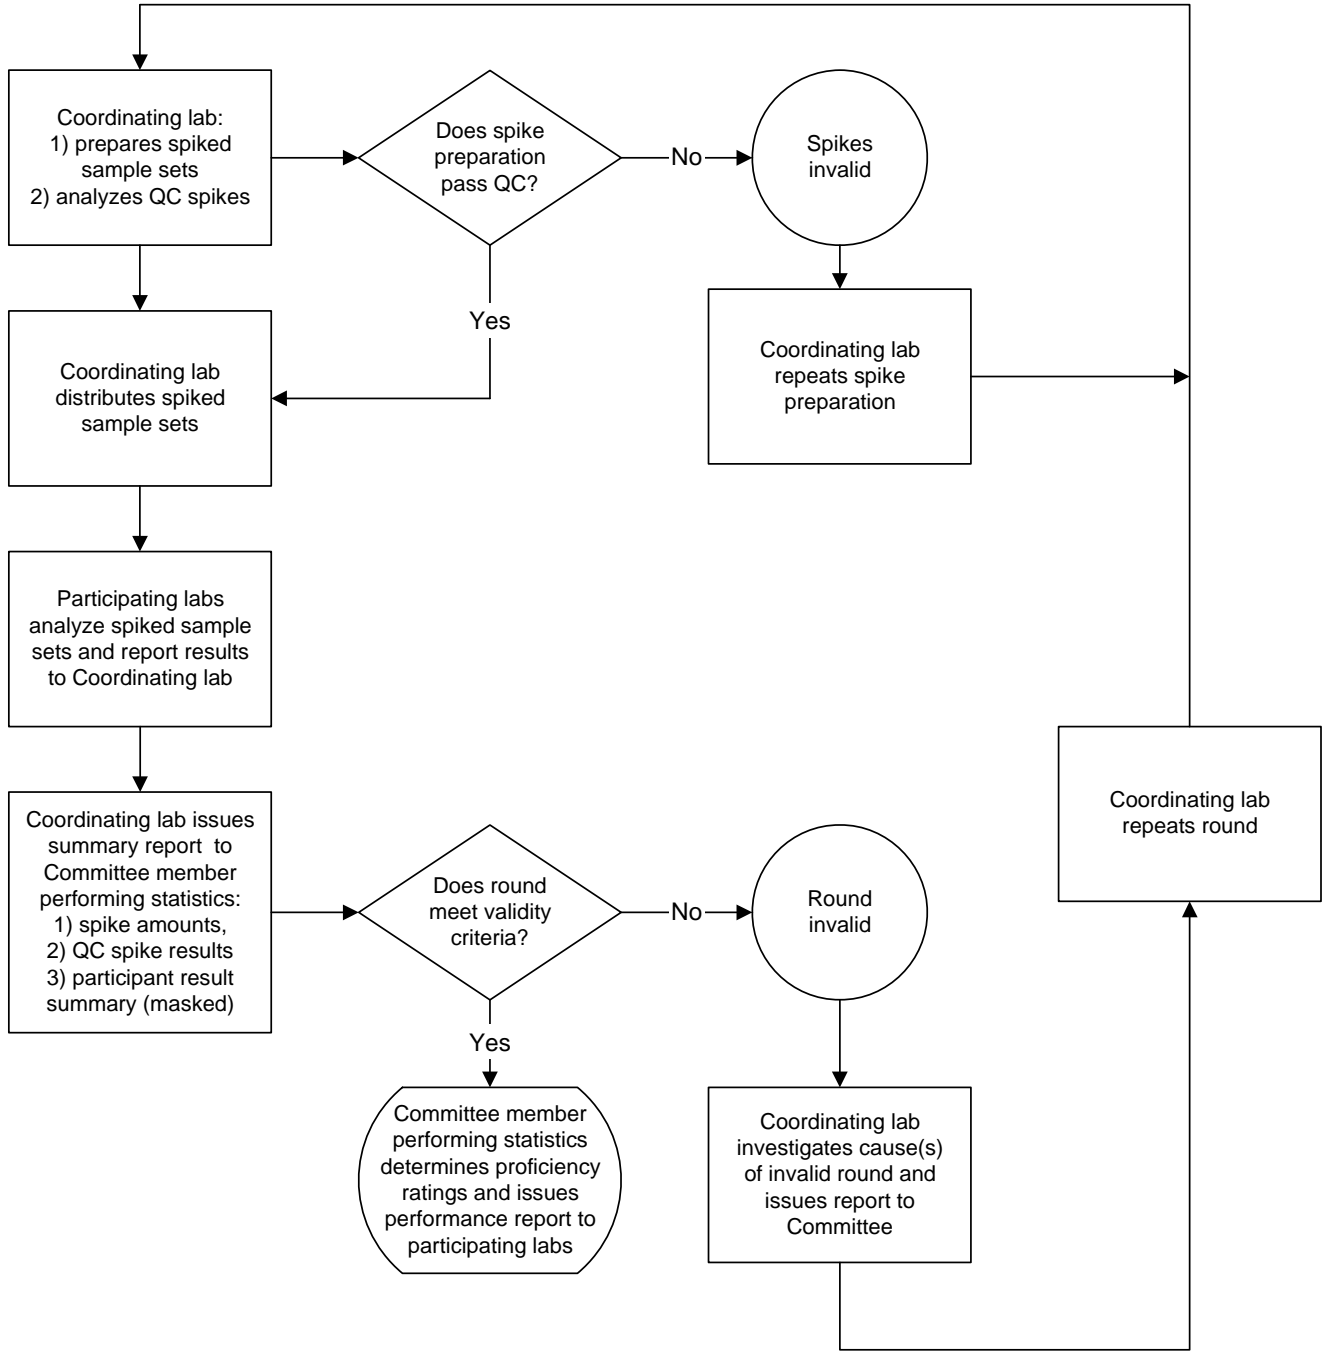 Coordinating lab:
1) prepares spiked
sample sets
2) analyzes QC spikes
Does spike
preparation
pass QC?
No
Spikes
invalid
Yes
Coordinating lab
distributes spiked
sample sets
Coordinating lab
repeats spike
preparation
Participating labs
analyze spiked sample
sets and report results
to Coordinating lab
Coordinating lab issues
summary report to
Committee member
performing statistics:
1) spike amounts,
2) QC spike results
3) participant result
summary (masked)
Does round
meet validity
criteria?
No
Round
invalid
Coordinating lab
repeats round
Yes
Committee member
performing statistics
determines proficiency
ratings and issues
performance report to
participating labs
Coordinating lab
investigates cause(s)
of invalid round and
issues report to
Committee